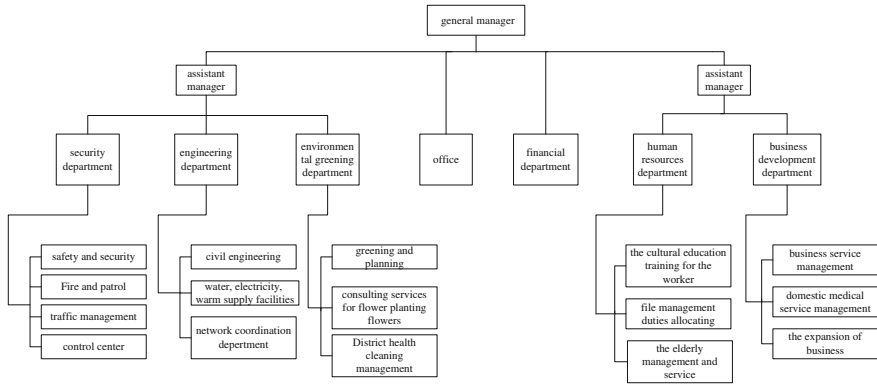 general manager
assistant
manager
assistant
manager
security
department
engineering
department
environmen
tal greening
department
office
financial
department
human
resources
department
business
development
department
safety and security
Fire and patrol
traffic management
control center
civil engineering
water, electricity,
warm supply facilities
network coordination
depertment
greening and
planning
consulting services
for flower planting
flowers
District health
cleaning
management
the cultural education
training for the
worker
file management
duties allocating
the elderly
management and
service
business service
management
domestic medical
service management
the expansion of
business